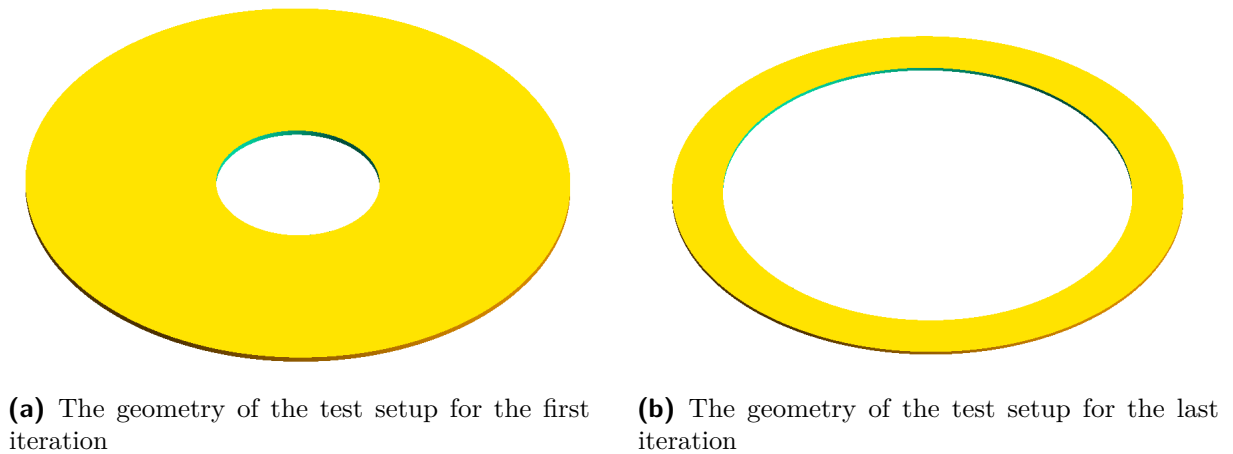 (a) The geometry of the test setup for the first
iteration
(b) The geometry of the test setup for the last
iteration